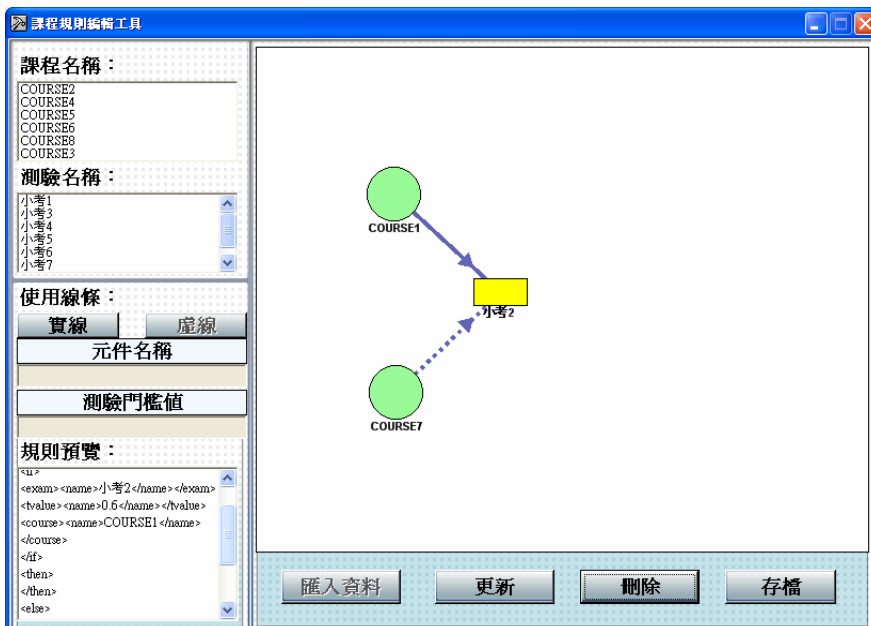 課程規則編輯工具
課程名稱：
COURSE2
COURSE4
COURSE5
COURSE6
COURSE8
COURSE3
測驗名稱：
小考1
小考3
小考4
小考5
小考6
小考7
使用線條：
實線
虛線
元件名稱
測驗門檻值
規則預覽：
<exam><name>小考2</name></exam>
<tvalue><name>0.6</name></tvalue>
<course><name>COURSE1</name>
</course>
</if>
<then>
</then>
<else>
COURSE1
小考2
COURSE7
匯入資料
更新
刪除
存檔